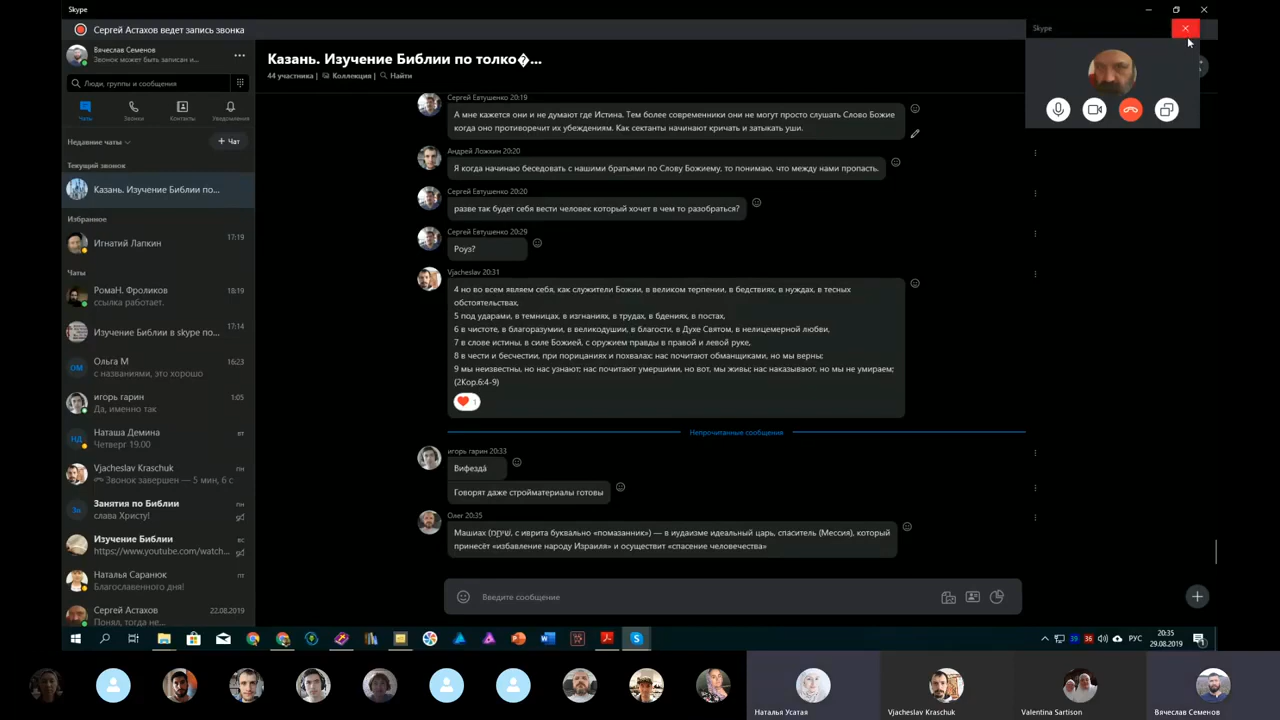 Skype
Сергей Астахов ведет запись звонка
Skype
Вячеслав Семенов
Звонок может быть записан и...
Люди, группы и сообщения
Чаты
Звонки
Контакты
Уведомления
Недавние чаты
+ Чат
Текущий звонок
Казань. Изучение Библии по...
Избранное
Игнатий Лапкин
17:19
Чаты
РомаН. Фроликов
18:19
ссылка работает.
Изучение Библии в skype по...
17:14
ОМ
Ольга М
16:23
с названиями, это хорошо
игорь гарин
1:05
Да, именно так
НД
Наташа Демина
вт
Четверг 19.00
Vjacheslav Kraschuk
пн
Звонок завершен — 5 мин, 6 с
Зп
Занятия по Библии
пн
слава Христу!
Изучение Библии
вс
https://www.youtube.com/watch...
Наталья Саранюк
пт
Благословенного дня!
Сергей Астахов
22.08.2019
Понял, тогда не...
Казань. Изучение Библии по толко�...
44 участника | Коллекция | Найти
Сергей Евтушенко 20:19
А мне кажется они и не думают где Истина. Тем более современники они не могут просто слушать Слово Божие
когда оно противоречит их убеждениям. Как сектанты начинают кричать и затыкать уши.
Андрей Ложкин 20:20
Я когда начинаю беседовать с нашими братьями по Слову Божиему, то понимаю, что между нами пропасть.
Сергей Евтушенко 20:20
разве так будет себя вести человек который хочет в чем то разобраться?
Сергей Евтушенко 20:29
Роуз?
Vjacheslav 20:31
4 но во всем являем себя, как служители Божии, в великом терпении, в бедствиях, в нуждах, в тесных
обстоятельствах,
5 под ударами, в темницах, в изгнаниях, в трудах, в бдениях, в постах,
6 в чистоте, в благоразумии, в великодушии, в благости, в Духе Святом, в нелицемерной любви,
7 в слове истины, в силе Божией, с оружием правды в правой и левой руке,
8 в чести и бесчестии, при порицаниях и похвалах: нас почитают обманщиками, но мы верны;
9 мы неизвестны, но нас узнают; нас почитают умершими, но вот, мы живы; нас наказывают, но мы не умираем;
(2Кор.6:4-9)
1
Непрочитанные сообщения
игорь гарин 20:33
Вифезда́
Говорят даже стройматериалы готовы
Олег 20:35
Машиах (מָשִׁיחַ, с иврита буквально «помазанник») — в иудаизме идеальный царь, спаситель (Мессия), который
принесёт «избавление народу Израиля» и осуществит «спасение человечества»
Введите сообщение
39
36
РУС
20:35
29.08.2019
Наталья Усатая
Vjacheslav Kraschuk
Valentina Sartison
Вячеслав Семенов